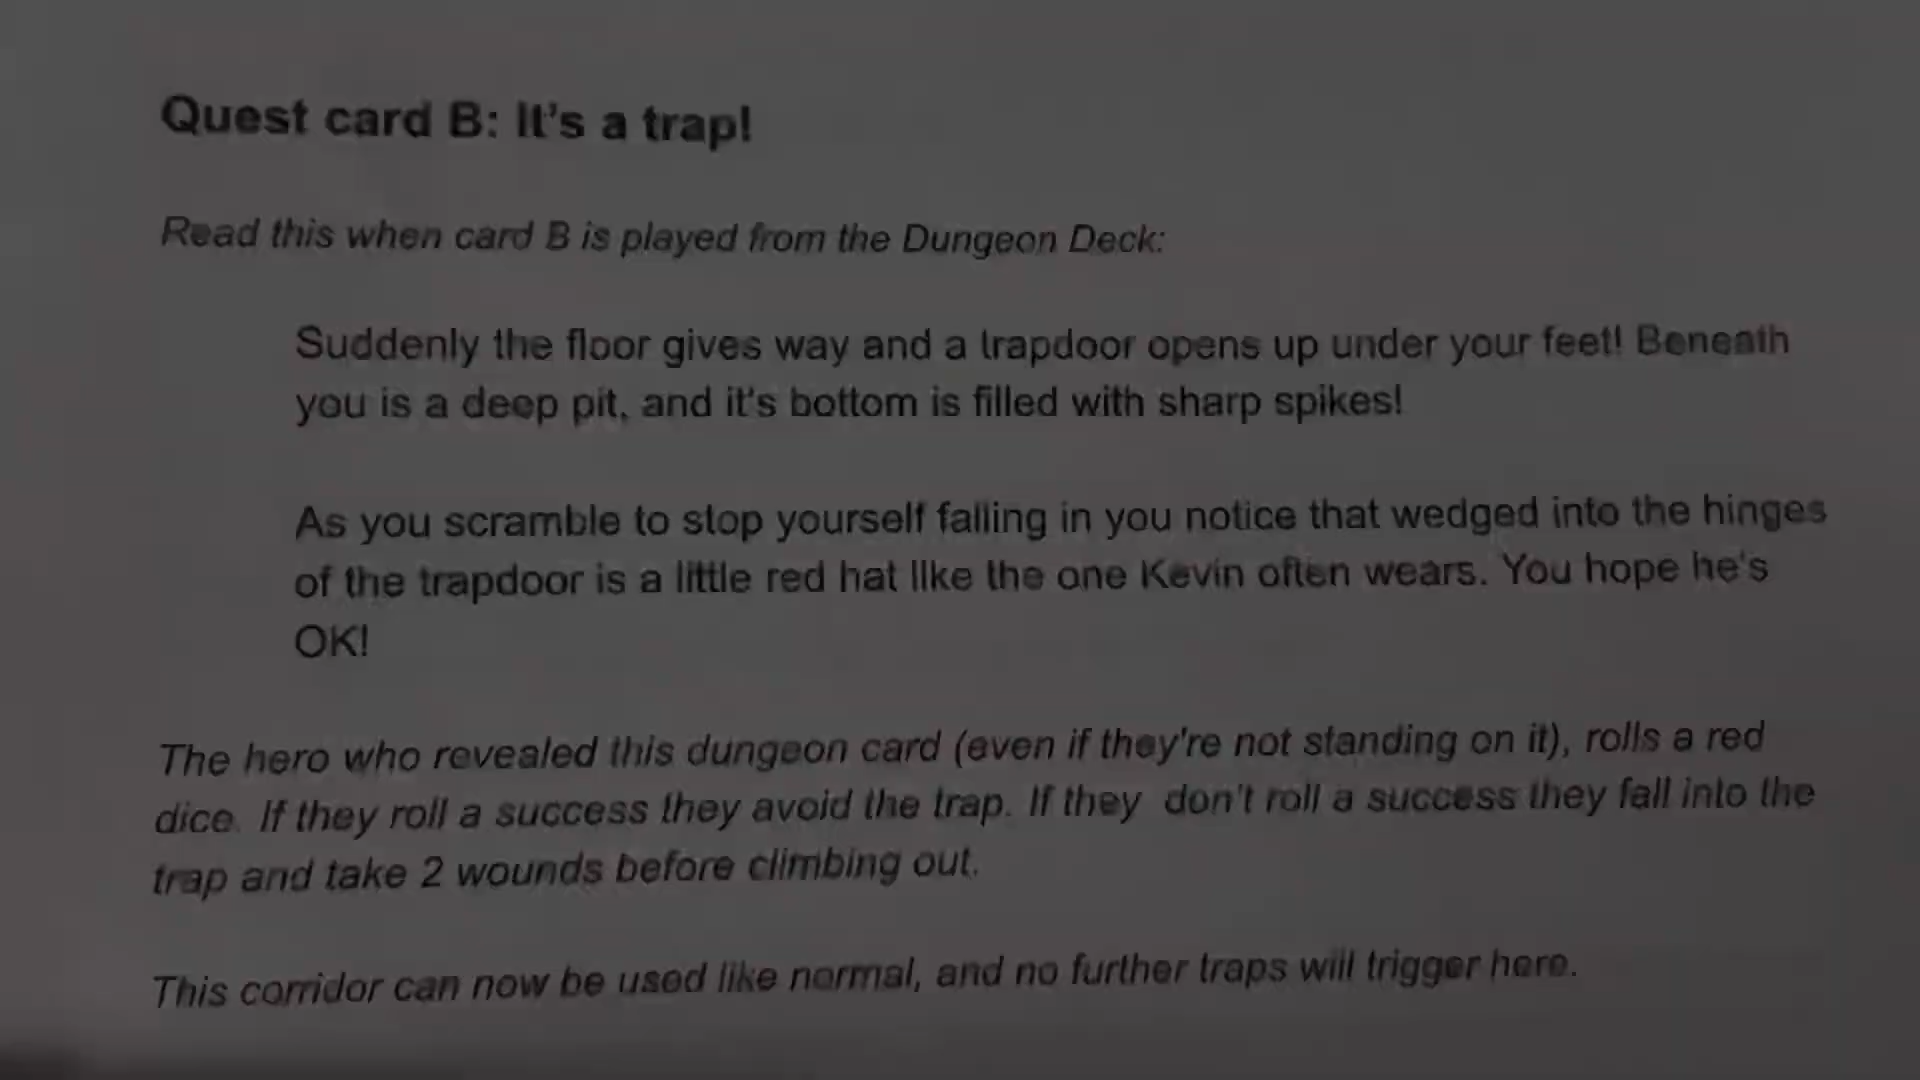 Quest card B: It's a trap!
Read this when card B is played from the Dungeon Deck:
Suddenly the floor gives way and a trapdoor opens up under your feet! Beneath
you is a deep pit, and it's bottom is filled with sharp spikes!
As you scramble to stop yourself falling in you notice that wedged into the hinges
of the trapdoor is a little red hat like the one Kevin often wears. You hope he's
OK!
The hero who revealed this dungeon card (even if they're not standing on it), rolls a red
dice. If they roll a success they avoid the trap. If they don't roll a success they fall into the
trap and take 2 wounds before climbing out.
This corridor can now be used like normal, and no further traps will trigger here.